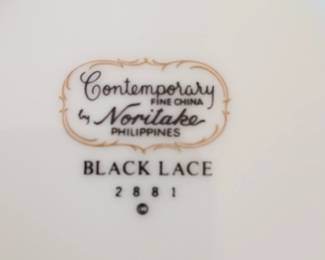 Contemporary
FINE CHINA
by Noritake
PHILIPPINES
BLACK LACE
2881